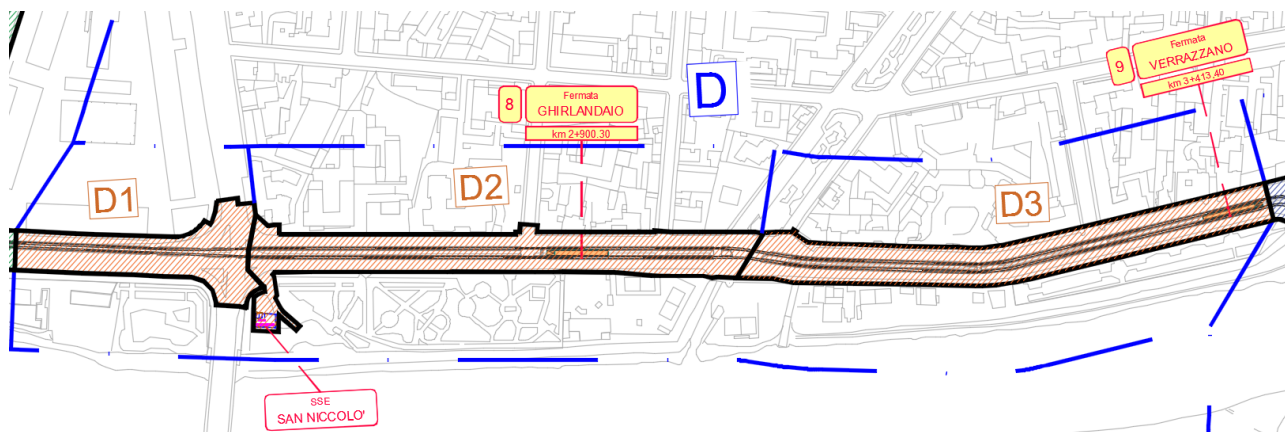 Fermata
VERRAZZANO
9
km 3+413.40
D
8
Fermata
GHIRLANDAIO
km 2+900.30
D1
D2
D3
SSE
SAN NICCOLO'